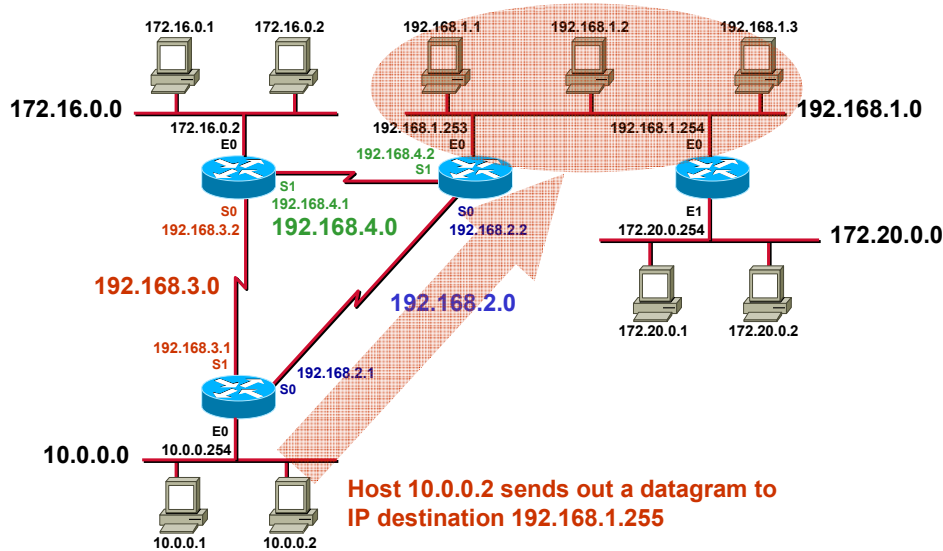 172.16.0.1
172.16.0.2
192.168.1.1
192.168.1.2
192.168.1.3
172.16.0.0
192.168.1.0
172.16.0.2
E0
192.168.1.253
E0
192.168.1.254
E0
192.168.4.2
S1
S1
192.168.4.1
192.168.4.0
S0
192.168.3.2
S0
192.168.2.2
E1
172.20.0.254
172.20.0.0
192.168.3.0
192.168.2.0
172.20.0.1
172.20.0.2
192.168.3.1
S1
192.168.2.1
S0
E0
10.0.0.254
10.0.0.0
Host 10.0.0.2 sends out a datagram to
IP destination 192.168.1.255
10.0.0.1
10.0.0.2